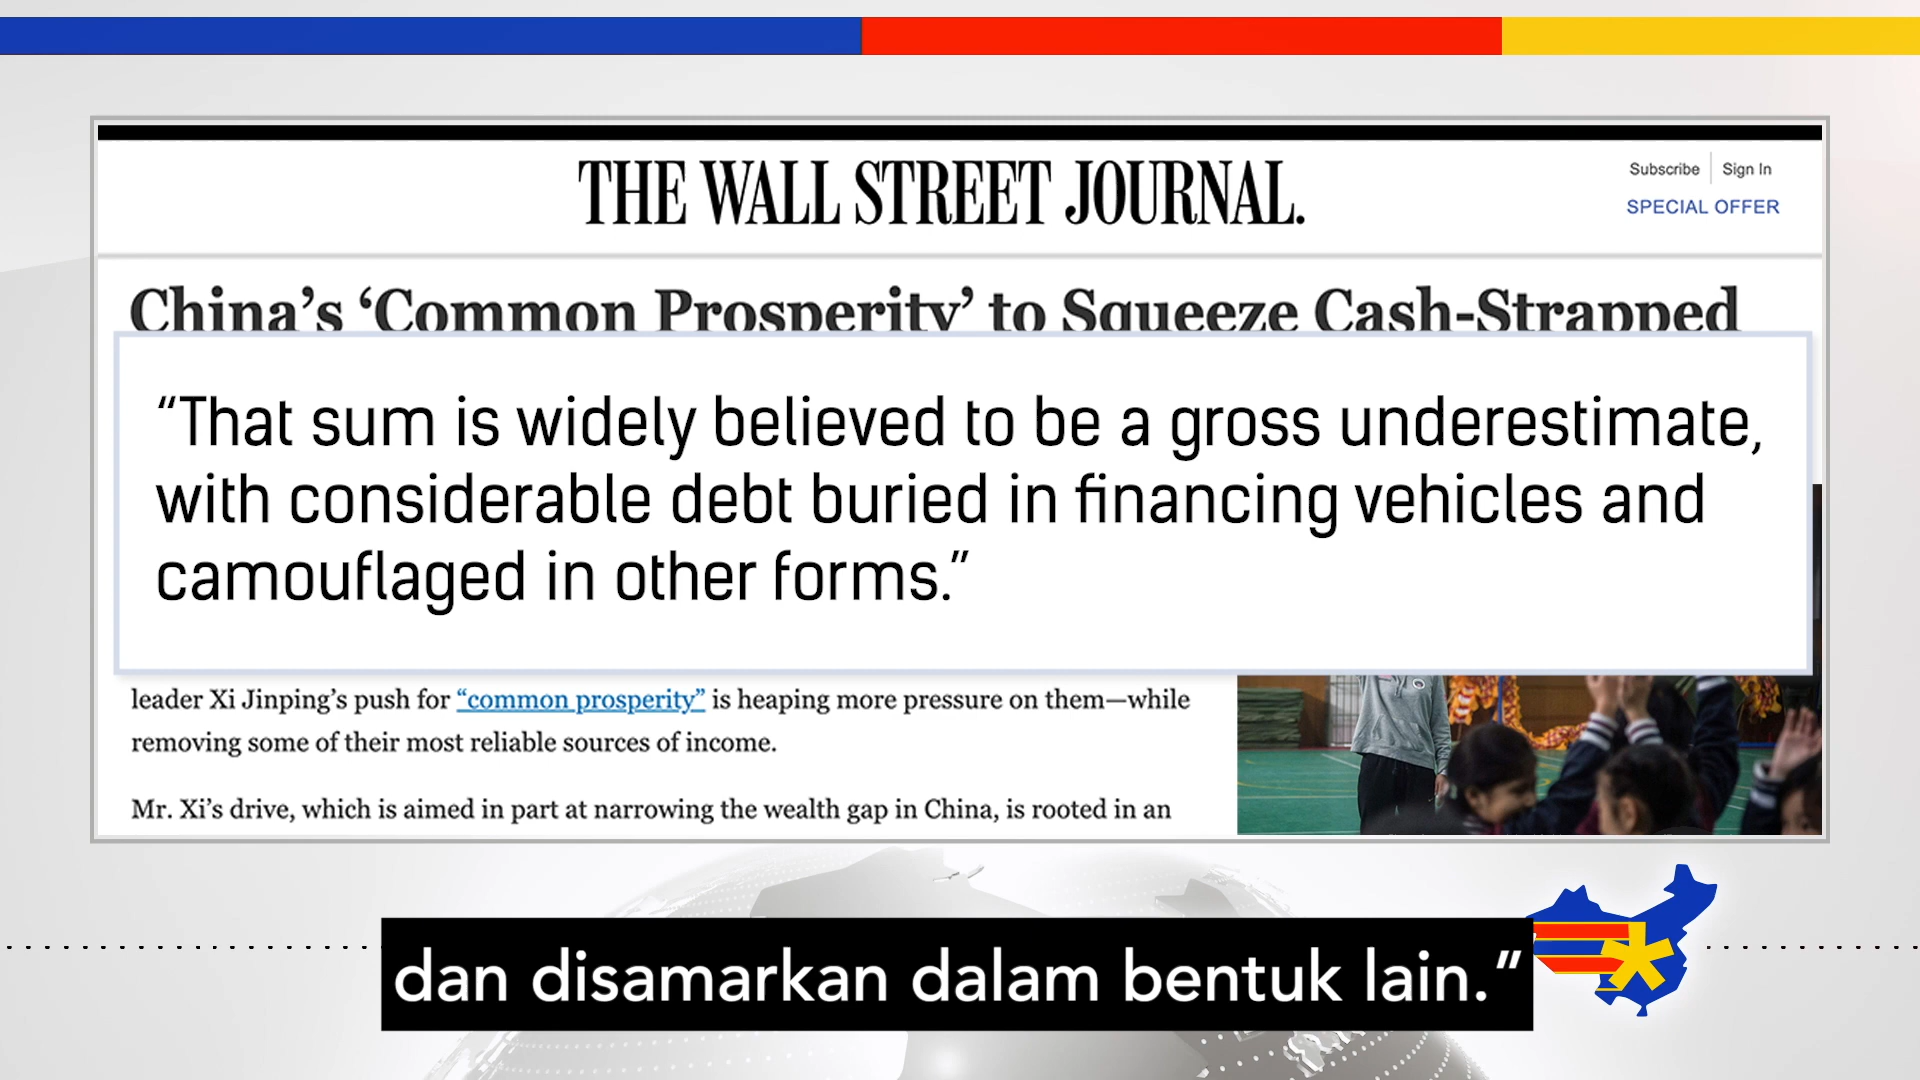 THE WALL STREET JOURNAL.
Subscribe
Sign In
SPECIAL OFFER
China’s ‘Common Prosperity’ to Squeeze Cash-Strapped
“That sum is widely believed to be a gross underestimate,
with considerable debt buried in financing vehicles and
camouflaged in other forms.”
leader Xi Jinping’s push for “common prosperity” is heaping more pressure on them—while
removing some of their most reliable sources of income.
Mr. Xi’s drive, which is aimed in part at narrowing the wealth gap in China, is rooted in an
dan disamarkan dalam bentuk lain.”